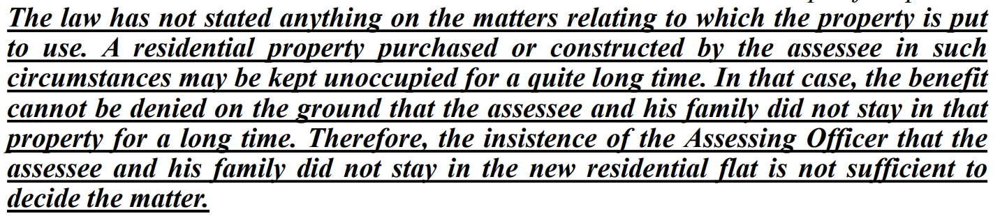 The law has not stated anything on the matters relating to which the property is put
to use. A residential property purchased or constructed by the assessee in such
circumstances may be kept unoccupied for a quite long time. In that case, the benefit
cannot be denied on the ground that the assessee and his family did not stay in that
property for a long time. Therefore, the insistence of the Assessing Officer that the
assessee and his family did not stay in the new residential flat is not sufficient to
decide the matter.